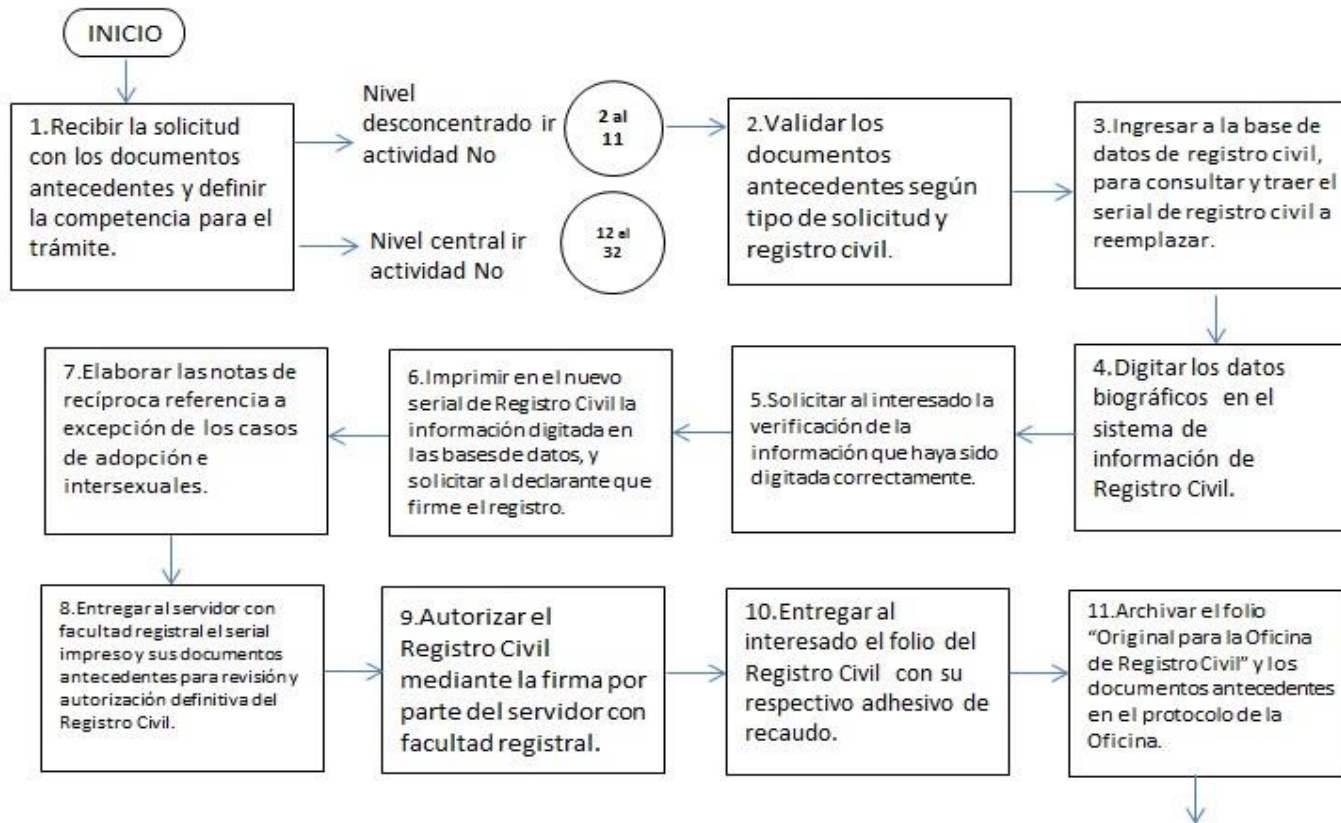 INICIO
1.Recibir la solicitud
con los documentos
antecedentes y definir
la competencia para el
trámite.
Nivel
desconcentrado ir
actividad No
2 al
11
Nivel central ir
actividad No
12 al
32
2.Validar los
documentos
antecedentes según
tipo de solicitud y
registro civil.
3.Ingresar a la base de
datos de registro civil,
para consultar y traer el
serial de registro civil a
reemplazar.
4.Digitar los datos
biográficos en el
sistema de
información de
Registro Civil.
5.Solicitar al interesado la
verificación de la
información que haya sido
digitada correctamente.
6.Imprimir en el nuevo
serial de Registro Civil la
información digitada en
las bases de datos, y
solicitar al declarante que
firme el registro.
7.Elaborar las notas de
recíproca referencia a
excepción de los casos
de adopción e
intersexuales.
8.Entregar al servidor con
facultad registral el serial
impreso y sus documentos
antecedentes para revisión y
autorización definitiva del
Registro Civil.
9.Autorizar el
Registro Civil
mediante la firma por
parte del servidor con
facultad registral.
10.Entregar al
interesado el folio del
Registro Civil con su
respectivo adhesivo de
recaudo.
11.Archivar el folio
“Original para la Oficina
de Registro Civil” y los
documentos antecedentes
en el protocolo de la
Oficina.